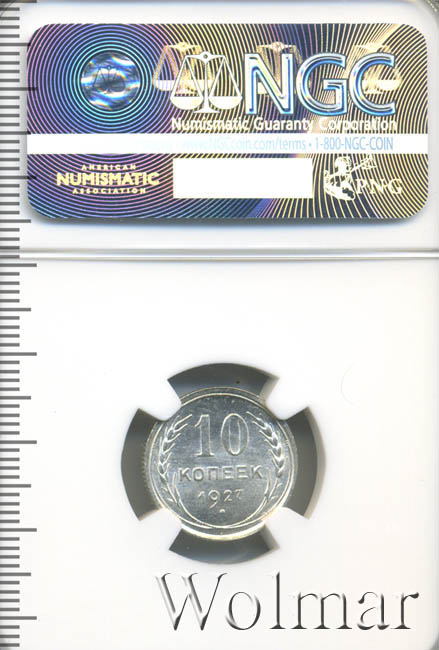 NGC
Numismatic Guaranty Corporation
www.NGCcoin.com/terms • 1-800-NGC-COIN
AMERICAN
NUMISMATIC
ASSOCIATION
PNG
10
КОПЕЕК
1927
Wolmar